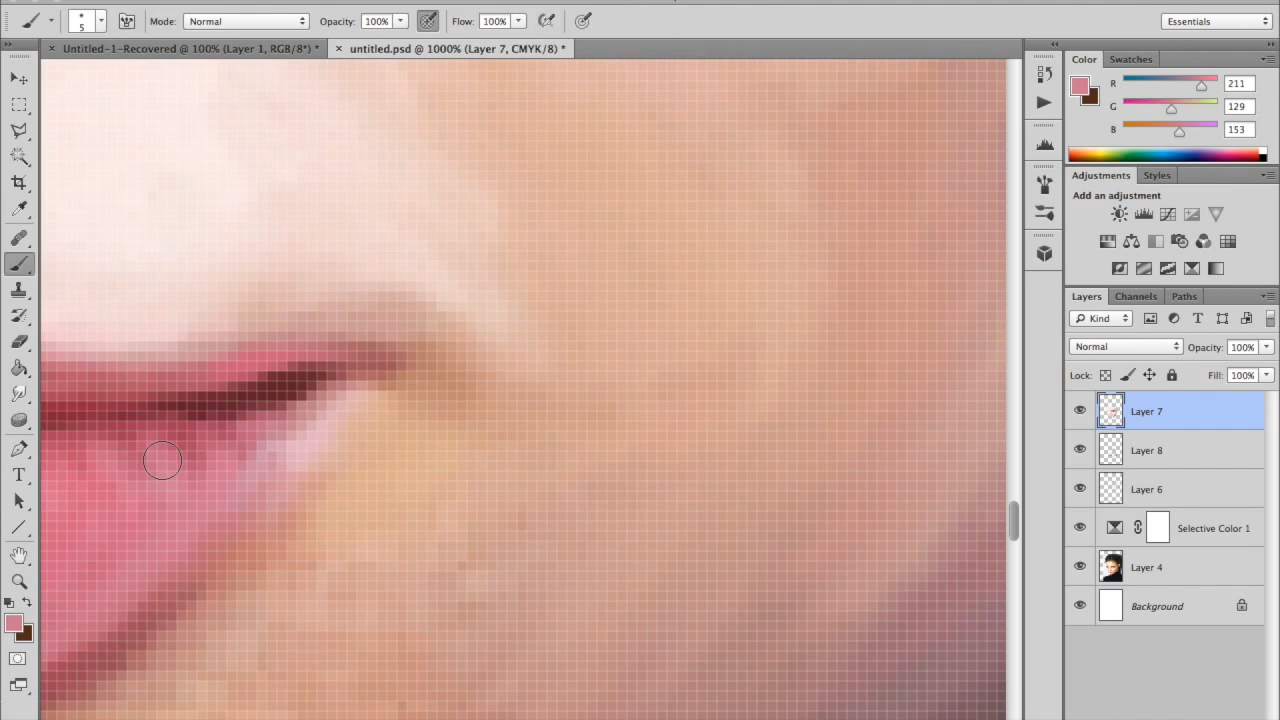 5 Mode: Normal Opacity: 100% Flow: 100% Essentials
Untitled-1-Recovered @ 100% (Layer 1, RGB/8*) * untitled.psd @ 1000% (Layer 7, CMYK/8) *
Color Swatches
R 211
G 129
B 153
Adjustments Styles
Add an adjustment
Layers Channels Paths
Kind T
Normal Opacity: 100%
Lock: Fill: 100%
Layer 7
Layer 8
Layer 6
Selective Color 1
Layer 4
Background
T